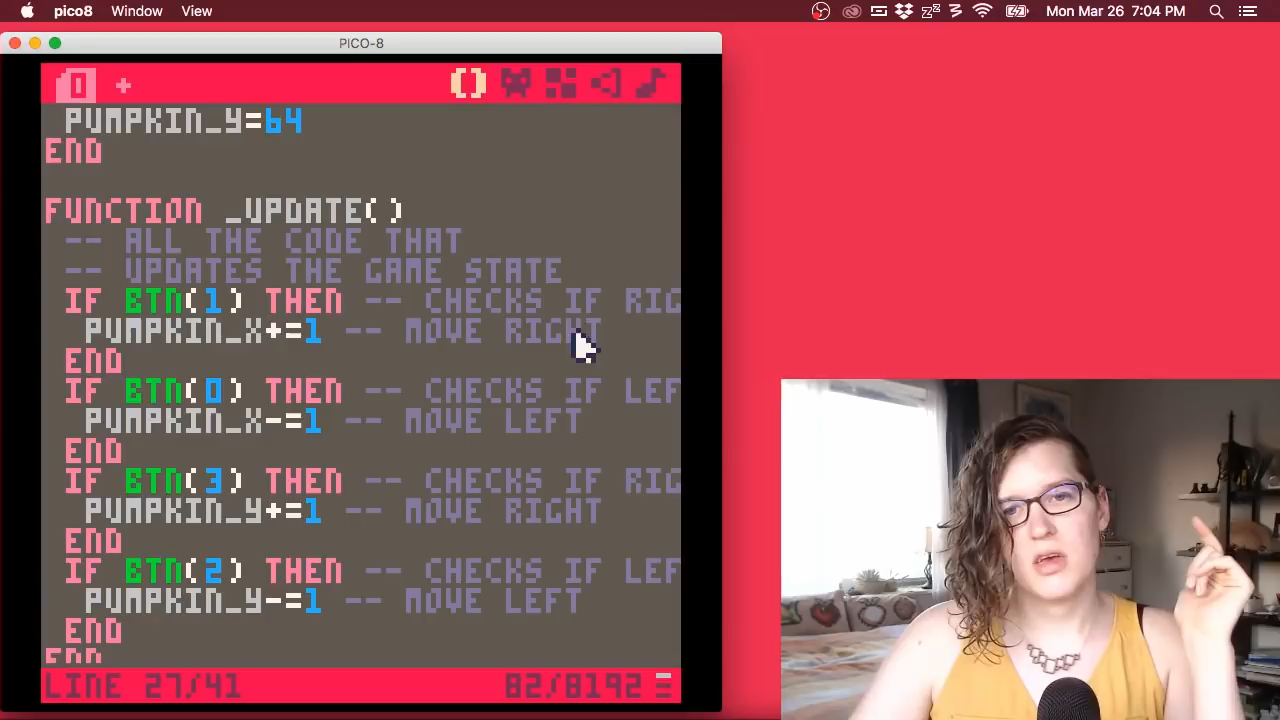 pico8 Window View Mon Mar 26 7:04 PM
PICO-8
0 +
PUMPKIN_Y=64
END
FUNCTION _UPDATE()
-- ALL THE CODE THAT
-- UPDATES THE GAME STATE
IF BTN(1) THEN -- CHECKS IF RIG
PUMPKIN_X+=1 -- MOVE RIGHT
END
IF BTN(0) THEN -- CHECKS IF LEF
PUMPKIN_X-=1 -- MOVE LEFT
END
IF BTN(3) THEN -- CHECKS IF RIG
PUMPKIN_Y+=1 -- MOVE RIGHT
END
IF BTN(2) THEN -- CHECKS IF LEF
PUMPKIN_Y-=1 -- MOVE LEFT
END
END
LINE 27/41 82/8192